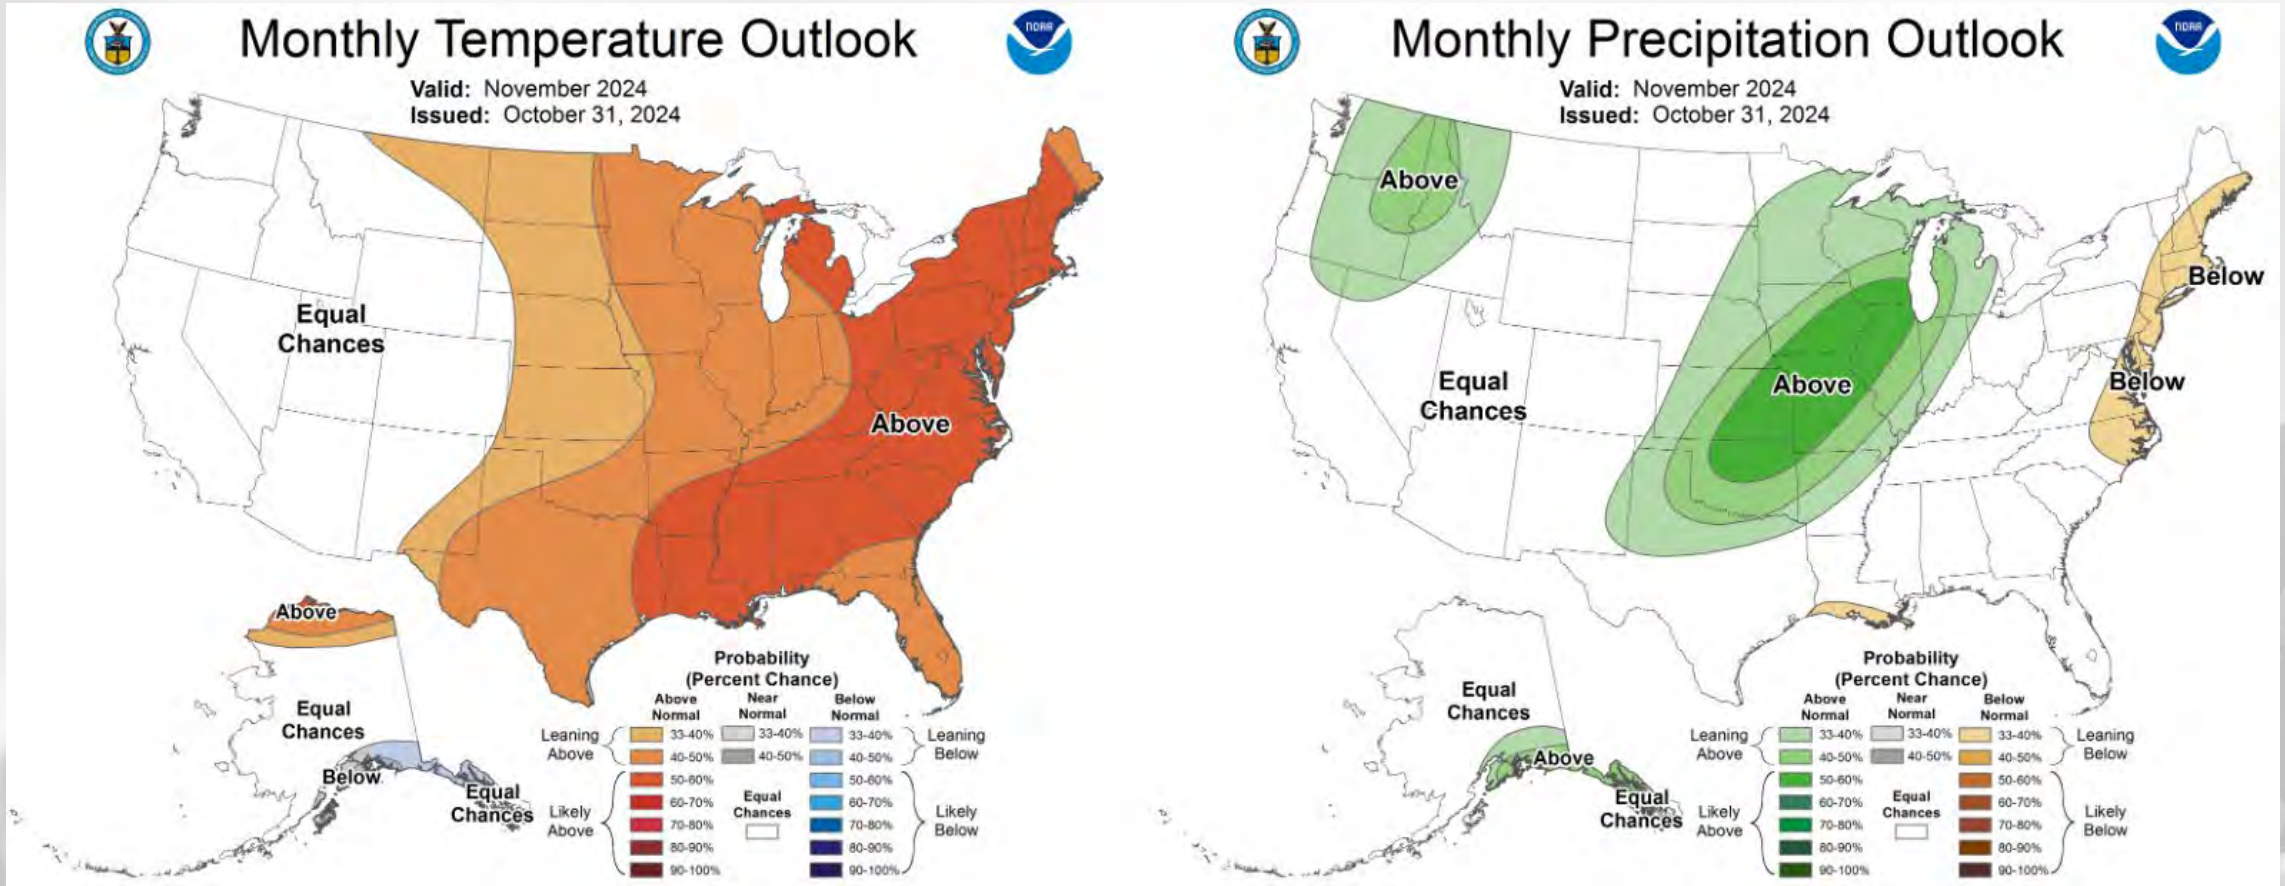 Monthly Temperature Outlook
NOAA
Valid: November 2024
Issued: October 31, 2024
Equal
Chances
Above
Above
Equal
Chances
Below
Equal
Chances
Probability
(Percent Chance)
Above
Normal
Near
Normal
Below
Normal
Leaning
Above
33-40%
33-40%
33-40%
Leaning
Below
40-50%
40-50%
40-50%
Likely
Above
50-60%
50-60%
Likely
Below
60-70%
60-70%
70-80%
70-80%
80-90%
80-90%
90-100%
90-100%
Equal
Chances
Monthly Precipitation Outlook
NOAA
Valid: November 2024
Issued: October 31, 2024
Above
Below
Above
Below
Equal
Chances
Equal
Chances
Above
Equal
Chances
Probability
(Percent Chance)
Above
Normal
Near
Normal
Below
Normal
Leaning
Above
33-40%
33-40%
33-40%
Leaning
Below
40-50%
40-50%
40-50%
Likely
Above
50-60%
50-60%
Likely
Below
60-70%
60-70%
70-80%
70-80%
80-90%
80-90%
90-100%
90-100%
Equal
Chances